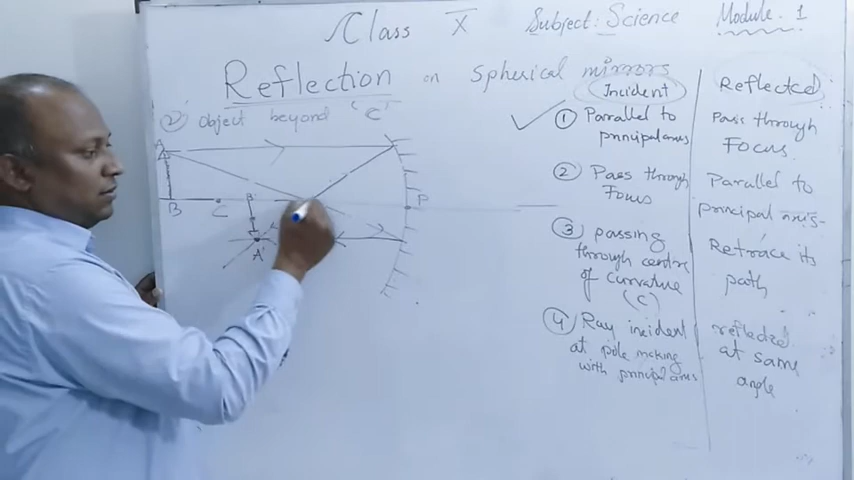 Class X Subject: Science Module. 1
Reflection on Spherical mirrors
② Object beyond 'C'
A
B
C
B'
A'
P
Incident
① Parallel to
principal axis
② Pass through
Focus
③ passing
through centre
of curvature
(C)
④ Ray incident
at pole making
with principal axis
Reflected
Pass through
Focus.
Parallel to
principal axis-
Retrace its
path
reflected
at same
angle